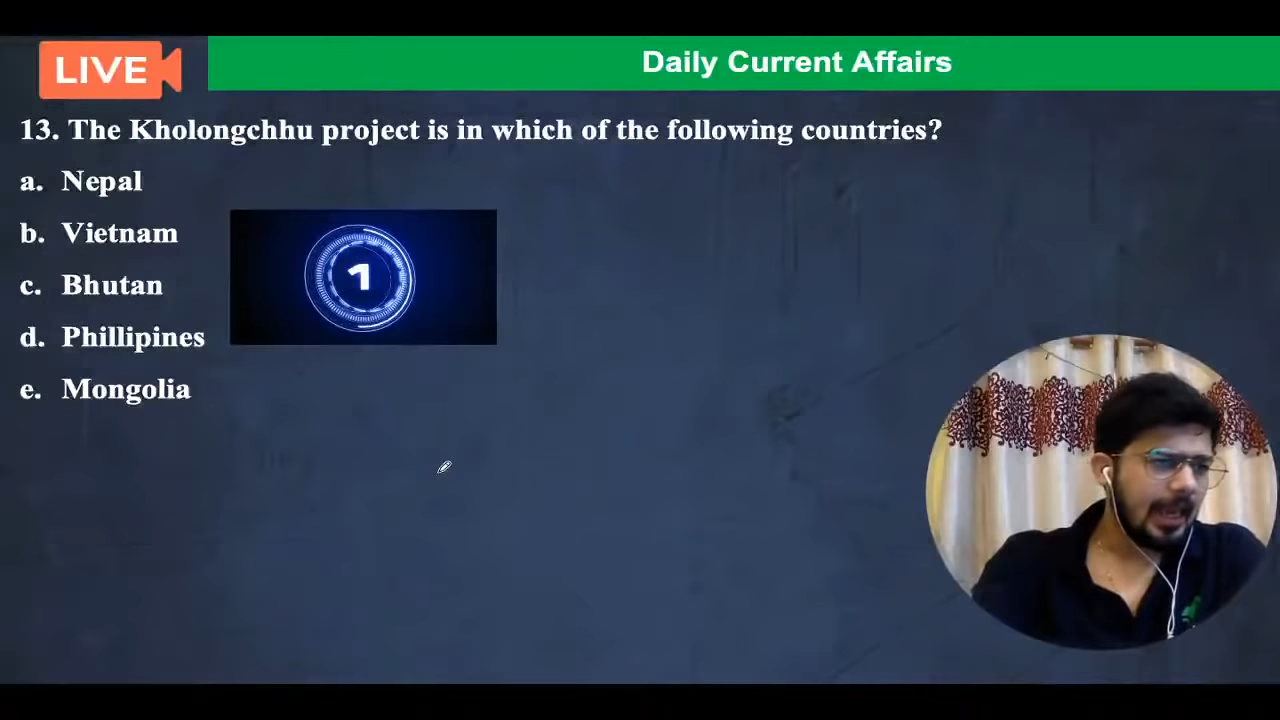 LIVE
Daily Current Affairs
13. The Kholongchhu project is in which of the following countries?
a. Nepal
b. Vietnam
c. Bhutan
d. Phillipines
e. Mongolia
1